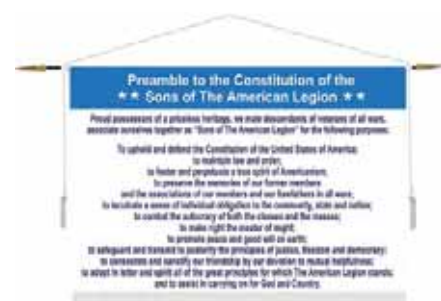 Preamble to the Constitution of the
★★ Sons of The American Legion ★★
Proud possessors of a priceless heritage, we male descendants of veterans of all wars,
associate ourselves together as "Sons of The American Legion" for the following purposes:
To uphold and defend the Constitution of the United States of America;
to maintain law and order;
to foster and perpetuate a true spirit of Americanism;
to preserve the memories of our former members
and the associations of our members and our forefathers in all wars;
to inculcate a sense of individual obligation to the community, state and nation;
to combat the autocracy of both the classes and the masses;
to make right the master of might;
to promote peace and good will on earth;
to safeguard and transmit to posterity the principles of justice, freedom and democracy;
to consecrate and sanctify our friendship by our devotion to mutual helpfulness;
to adopt in letter and spirit all of the great principles for which The American Legion stands;
and to assist in carrying on for God and Country.